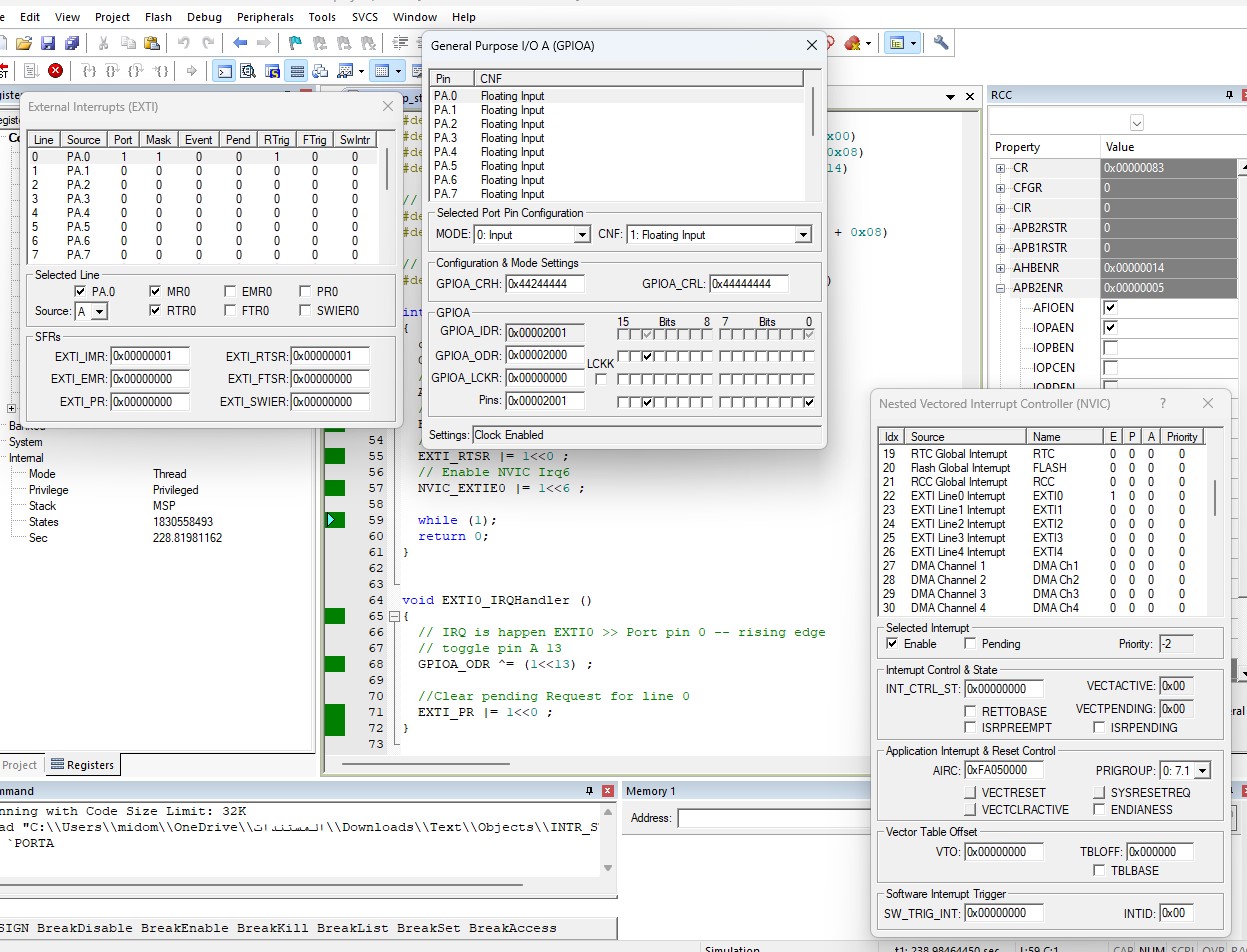 Edit View Project Flash Debug Peripherals Tools SVCS Window Help
General Purpose I/O A (GPIOA)
Pin CNF
PA.0 Floating Input
PA.1 Floating Input
PA.2 Floating Input
PA.3 Floating Input
PA.4 Floating Input
PA.5 Floating Input
PA.6 Floating Input
PA.7 Floating Input
Selected Port Pin Configuration
MODE: 0: Input CNF: 1: Floating Input
Configuration & Mode Settings
GPIOA_CRH: 0x44244444 GPIOA_CRL: 0x44444444
GPIOA
15 Bits 8 7 Bits 0
GPIOA_IDR: 0x00002001
GPIOA_ODR: 0x00002000
LCKK
GPIOA_LCKR: 0x00000000
Pins: 0x00002001
Settings: Clock Enabled
External Interrupts (EXTI)
Line Source Port Mask Event Pend RTrig FTrig SwIntr
0 PA.0 1 1 0 0 1 0 0
1 PA.1 0 0 0 0 0 0 0
2 PA.2 0 0 0 0 0 0 0
3 PA.3 0 0 0 0 0 0 0
4 PA.4 0 0 0 0 0 0 0
5 PA.5 0 0 0 0 0 0 0
6 PA.6 0 0 0 0 0 0 0
7 PA.7 0 0 0 0 0 0 0
Selected Line
PA.0 MR0 EMR0 PR0
Source: A RTR0 FTR0 SWIER0
SFRs
EXTI_IMR: 0x00000001 EXTI_RTSR: 0x00000001
EXTI_EMR: 0x00000000 EXTI_FTSR: 0x00000000
EXTI_PR: 0x00000000 EXTI_SWIER: 0x00000000
System
Internal
Mode Thread
Privilege Privileged
Stack MSP
States 1830558493
Sec 228.81981162
Project Registers
x00)
0x08)
14)
+ 0x08)
)
54
55 EXTI_RTSR |= 1<<0 ;
56 // Enable NVIC Irq6
57 NVIC_EXTIE0 |= 1<<6 ;
58
59 while (1);
60 return 0;
61 }
62
63
64 void EXTI0_IRQHandler ()
65 {
66 // IRQ is happen EXTI0 >> Port pin 0 -- rising edge
67 // toggle pin A 13
68 GPIOA_ODR ^= (1<<13) ;
69
70 //Clear pending Request for line 0
71 EXTI_PR |= 1<<0 ;
72 }
73
RCC
Property Value
CR 0x00000083
CFGR 0
CIR 0
APB2RSTR 0
APB1RSTR 0
AHBENR 0x00000014
APB2ENR 0x00000005
AFIOEN
IOPAEN
IOPBEN
IOPCEN
IOPDEN
Nested Vectored Interrupt Controller (NVIC) ?
Idx Source Name E P A Priority
19 RTC Global Interrupt RTC 0 0 0 0
20 Flash Global Interrupt FLASH 0 0 0 0
21 RCC Global Interrupt RCC 0 0 0 0
22 EXTI Line0 Interrupt EXTI0 1 0 0 0
23 EXTI Line1 Interrupt EXTI1 0 0 0 0
24 EXTI Line2 Interrupt EXTI2 0 0 0 0
25 EXTI Line3 Interrupt EXTI3 0 0 0 0
26 EXTI Line4 Interrupt EXTI4 0 0 0 0
27 DMA Channel 1 DMA Ch1 0 0 0 0
28 DMA Channel 2 DMA Ch2 0 0 0 0
29 DMA Channel 3 DMA Ch3 0 0 0 0
30 DMA Channel 4 DMA Ch4 0 0 0 0
Selected Interrupt
Enable Pending Priority: -2
Interrupt Control & State
INT_CTRL_ST: 0x00000000 VECTACTIVE: 0x00
RETTOBASE VECTPENDING: 0x00
ISRPREEMPT ISRPENDING
Application Interrupt & Reset Control
AIRC: 0xFA050000 PRIGROUP: 0: 7.1
VECTRESET SYSRESETREQ
VECTCLRACTIVE ENDIANESS
Vector Table Offset
VTO: 0x00000000 TBLOFF: 0x000000
TBLBASE
Software Interrupt Trigger
SW_TRIG_INT: 0x00000000 INTID: 0x00
mmand
nning with Code Size Limit: 32K
ad "C:\\Users\\midom\\OneDrive\\المستندات\\Downloads\\Text\\Objects\\INTR_S
`PORTA
SIGN BreakDisable BreakEnable BreakKill BreakList BreakSet BreakAccess
Memory 1
Address:
Simulation t1: 238.98464450 sec L:59 C:1 CAP NUM SCRL OVR